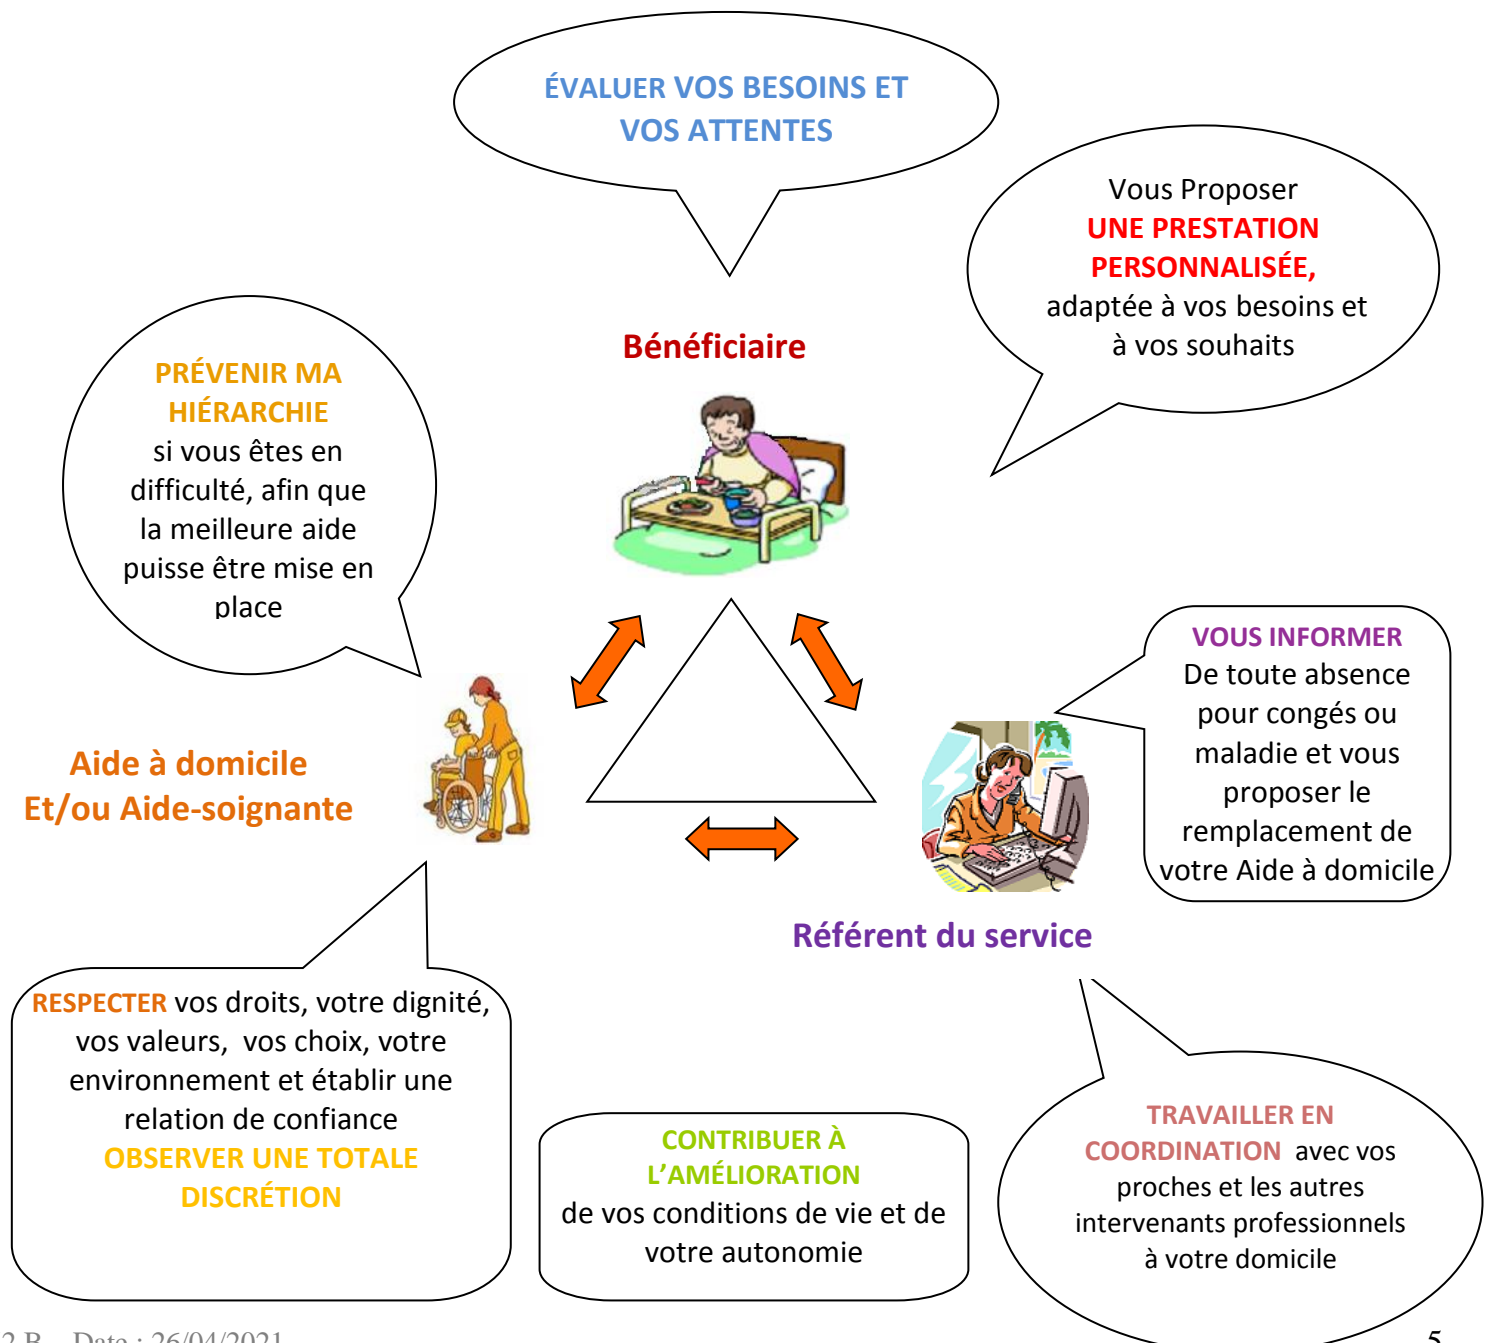 ÉVALUER VOS BESOINS ET
VOS ATTENTES
Vous Proposer
UNE PRESTATION
PERSONNALISÉE,
adaptée à vos besoins et
à vos souhaits
Bénéficiaire
PRÉVENIR MA
HIÉRARCHIE
si vous êtes en
difficulté, afin que
la meilleure aide
puisse être mise en
place
VOUS INFORMER
De toute absence
pour congés ou
maladie et vous
proposer le
remplacement de
votre Aide à domicile
Aide à domicile
Et/ou Aide-soignante
Référent du service
RESPECTER vos droits, votre dignité,
vos valeurs,  vos choix, votre
environnement et établir une
relation de confiance
OBSERVER UNE TOTALE
DISCRÉTION
CONTRIBUER À
L’AMÉLIORATION
de vos conditions de vie et de
votre autonomie
TRAVAILLER EN
COORDINATION  avec vos
proches et les autres
intervenants professionnels
à votre domicile
2 B – Date : 26/04/2021
5